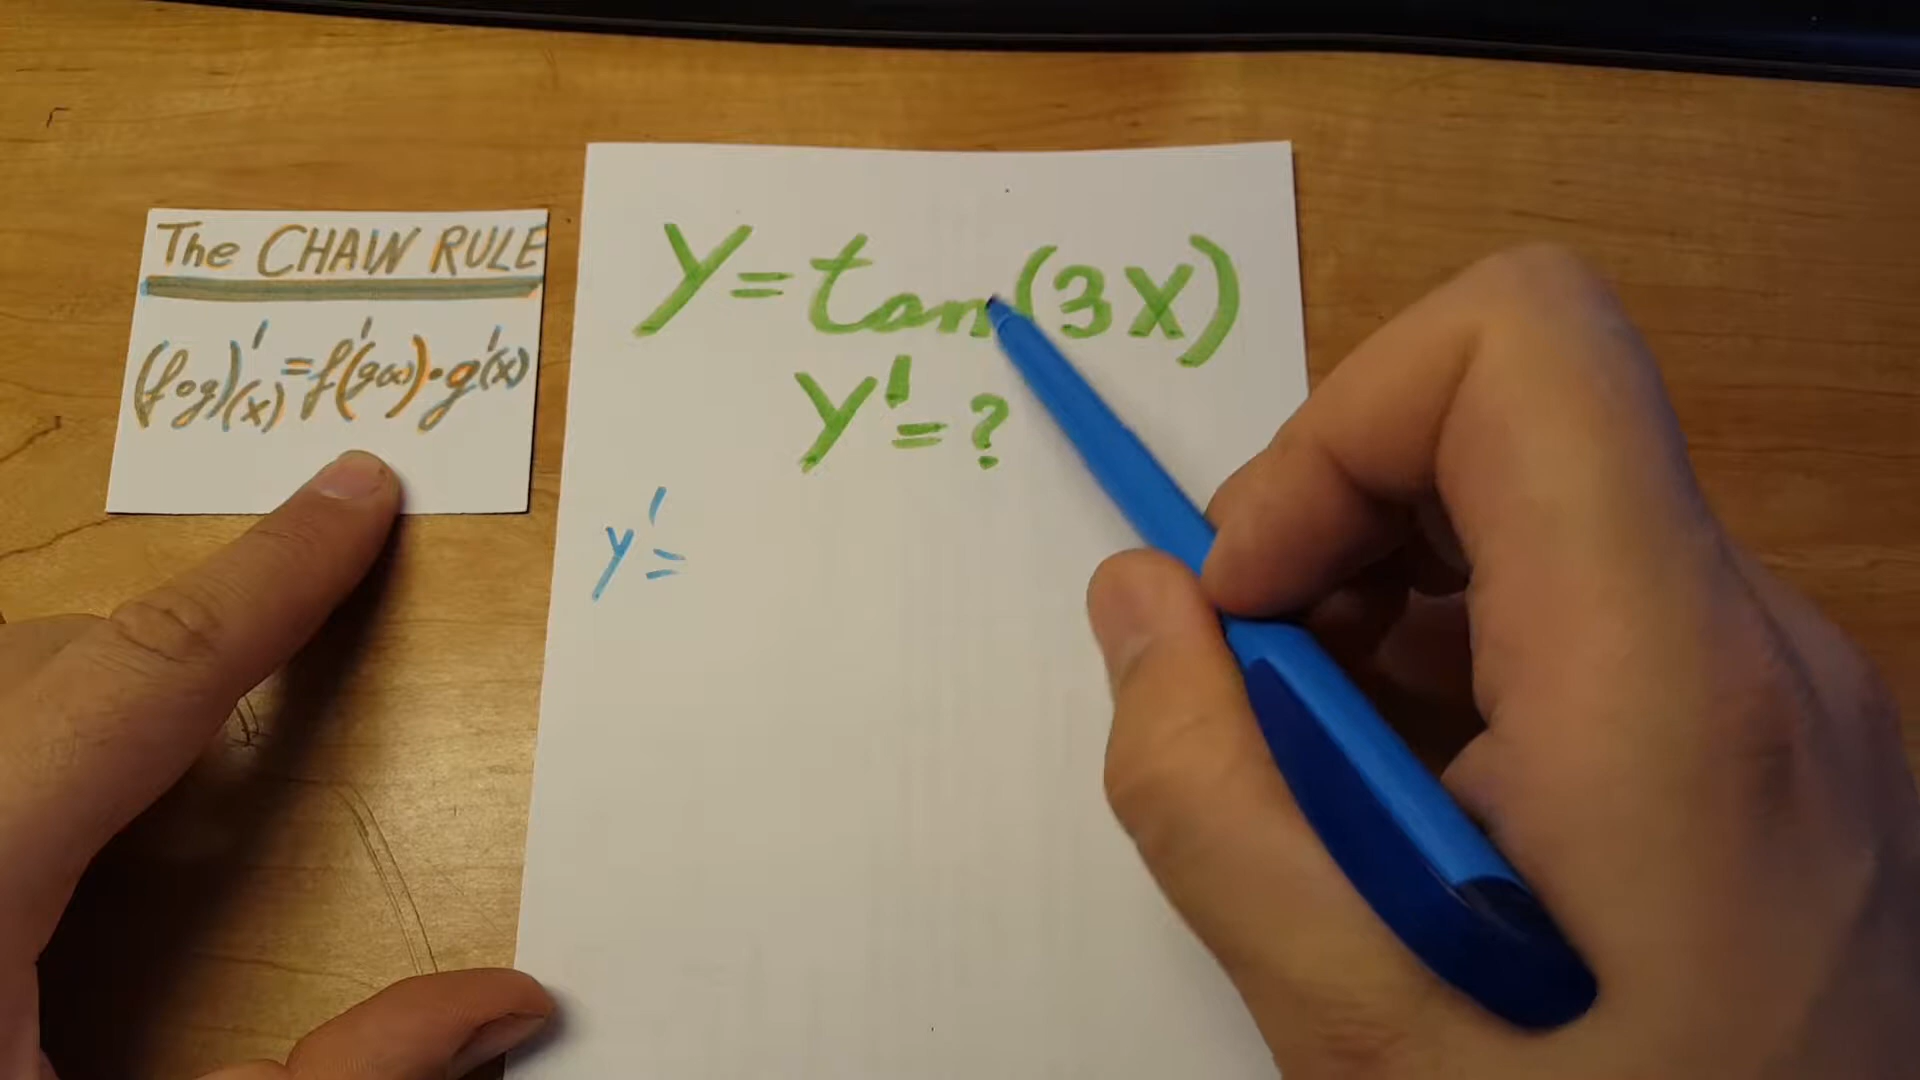 The CHAIN RULE
(f∘g)'(x) = f'(g(x))·g'(x)
Y = tan(3X)
Y' = ?
y' =